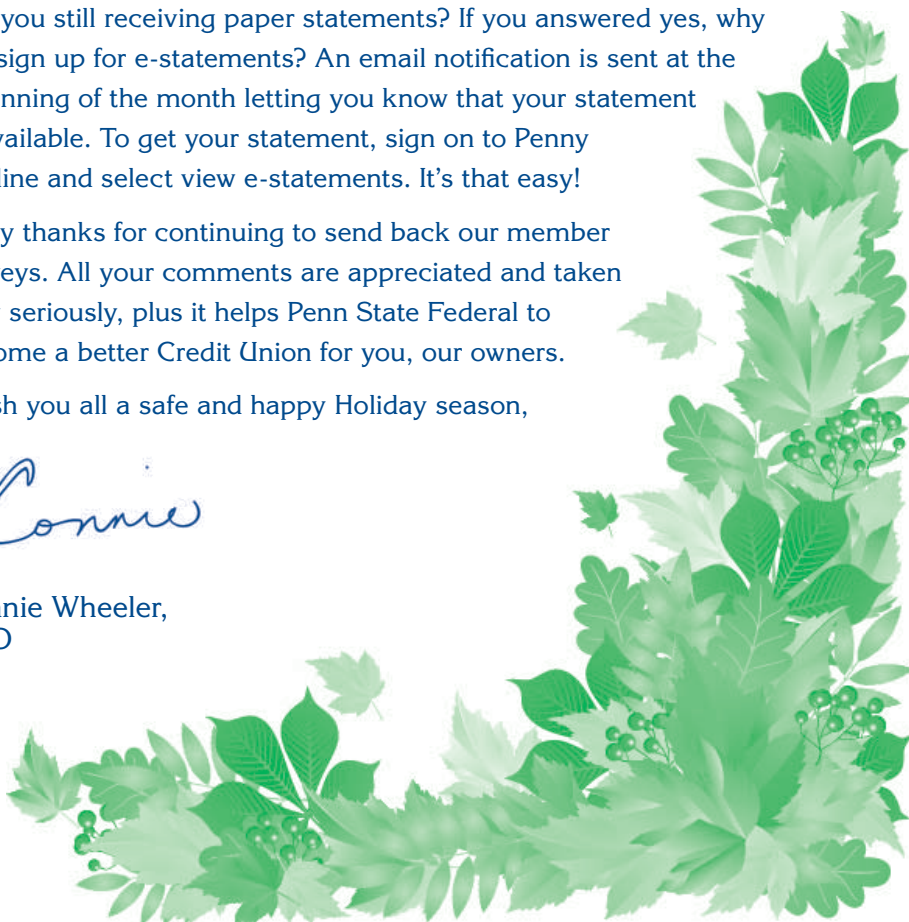 you still receiving paper statements? If you answered yes, why
sign up for e-statements? An email notification is sent at the
nning of the month letting you know that your statement
vailable. To get your statement, sign on to Penny
line and select view e-statements. It's that easy!
y thanks for continuing to send back our member
eys. All your comments are appreciated and taken
seriously, plus it helps Penn State Federal to
ome a better Credit Union for you, our owners.
sh you all a safe and happy Holiday season,
Connie
nie Wheeler,
O